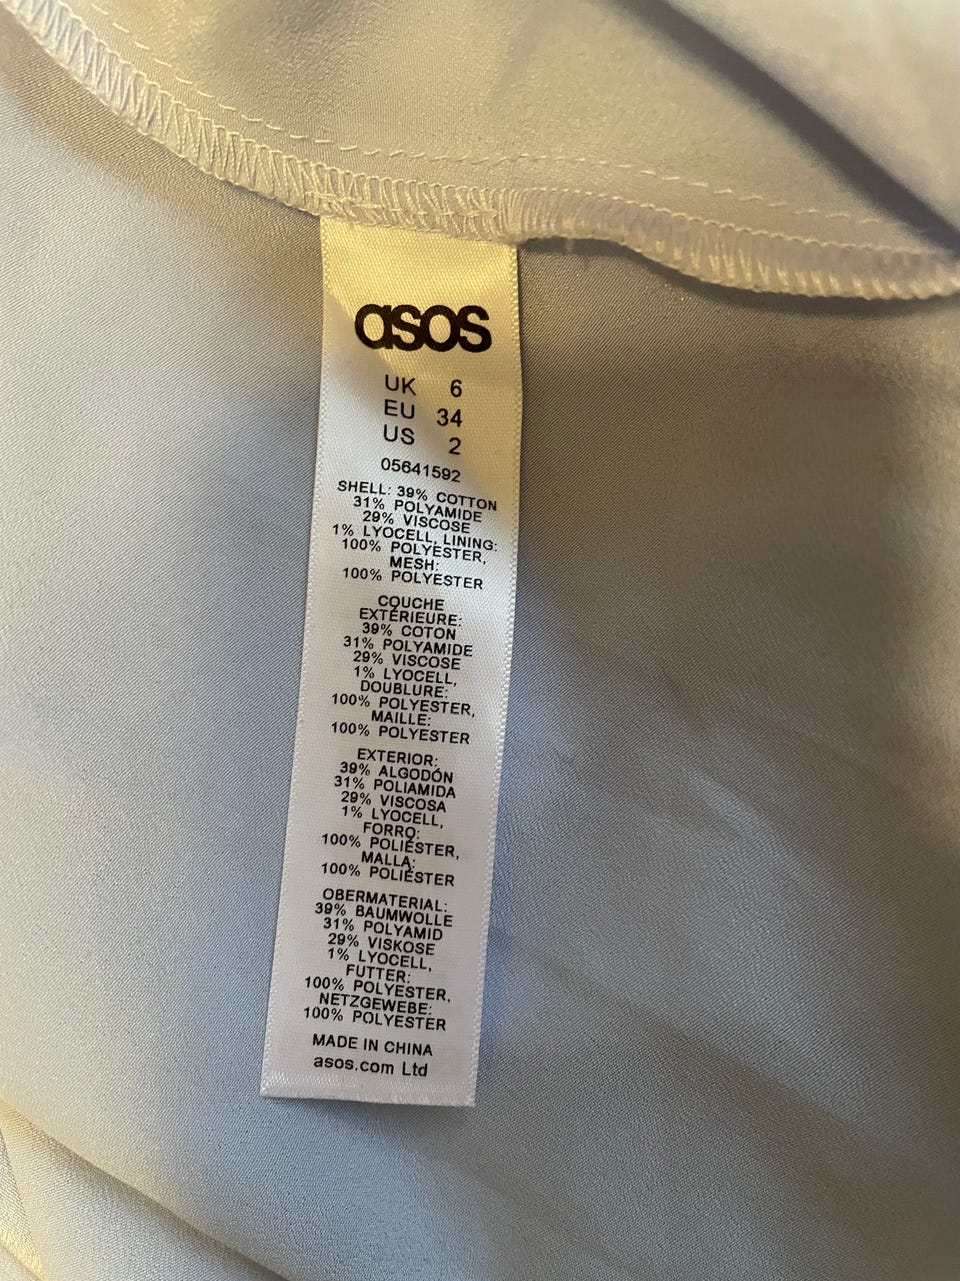 asos
UK 6
EU 34
US 2
05641592
SHELL: 39% COTTON
31% POLYAMIDE
29% VISCOSE
1% LYOCELL, LINING:
100% POLYESTER,
MESH:
100% POLYESTER
COUCHE
EXTÉRIEURE:
39% COTON
31% POLYAMIDE
29% VISCOSE
1% LYOCELL,
DOUBLURE:
100% POLYESTER,
MAILLE:
100% POLYESTER
EXTERIOR:
39% ALGODÓN
31% POLIAMIDA
29% VISCOSA
1% LYOCELL,
FORRO:
100% POLIÉSTER,
MALLA:
100% POLIÉSTER
OBERMATERIAL:
39% BAUMWOLLE
31% POLYAMID
29% VISKOSE
1% LYOCELL,
FUTTER:
100% POLYESTER,
NETZGEWEBE:
100% POLYESTER
MADE IN CHINA
asos.com Ltd